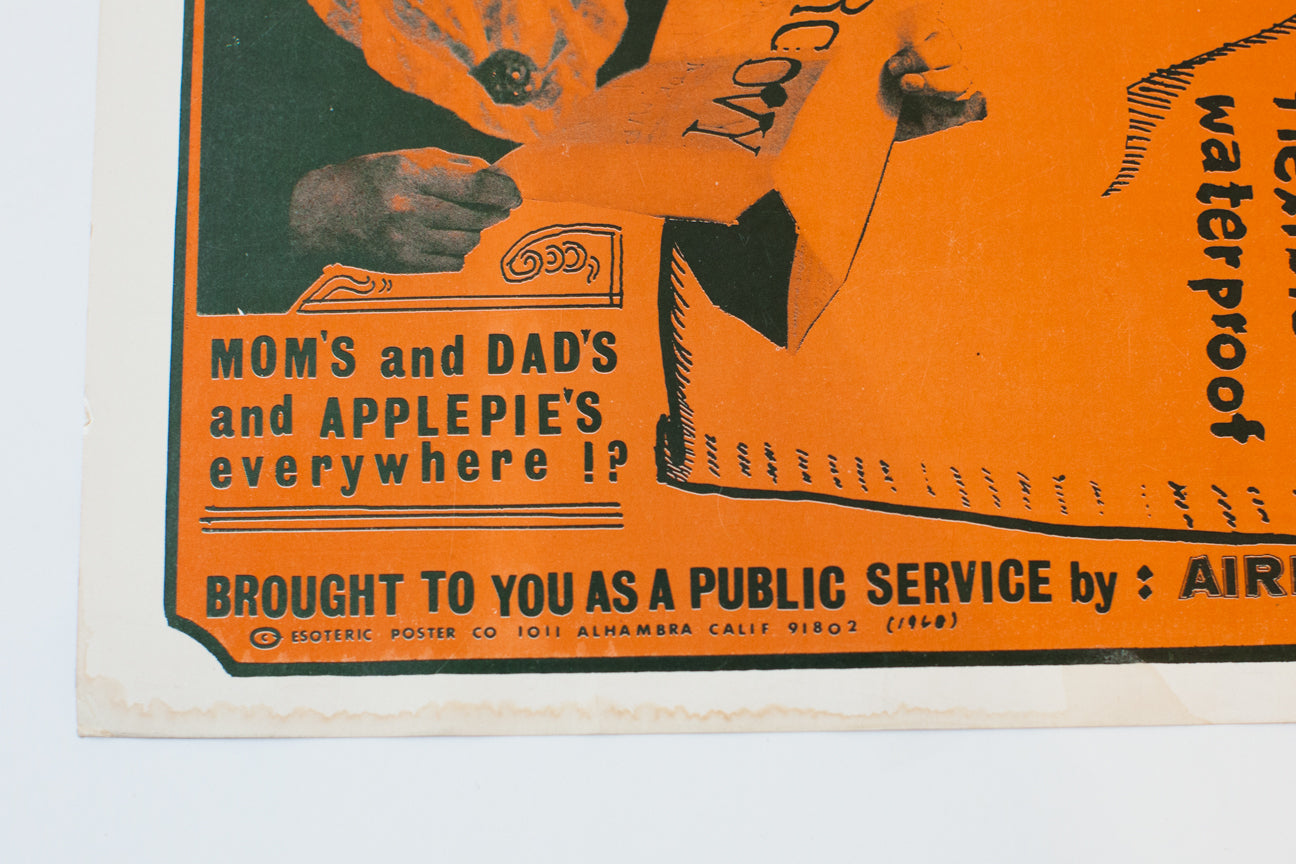 MOM'S and DAD'S
and APPLEPIE'S
everywhere !?
BROUGHT TO YOU AS A PUBLIC SERVICE by : AIR
© ESOTERIC POSTER CO 1011 ALHAMBRA CALIF 91802 (1968)
waterproof